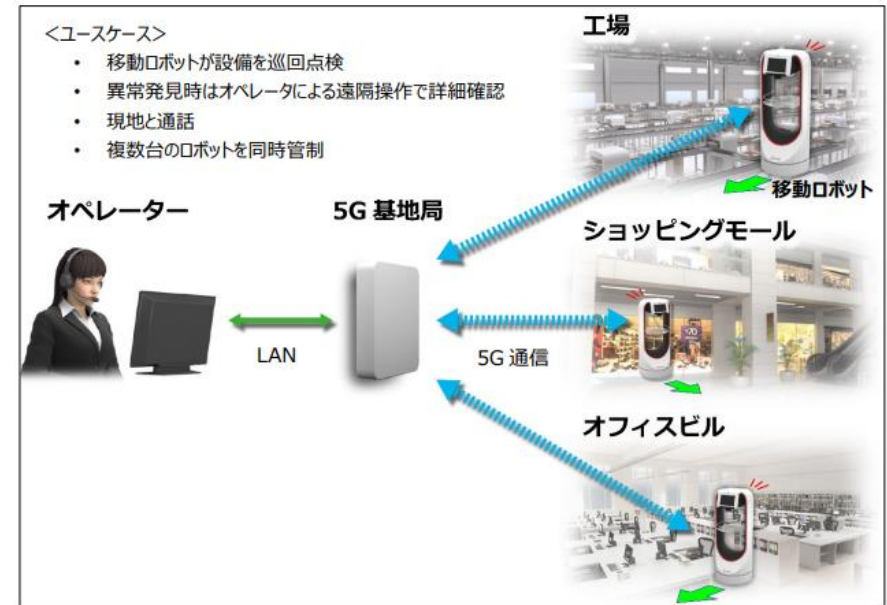 <ユースケース>
• 移動ロボットが設備を巡回点検
• 異常発見時はオペレータによる遠隔操作で詳細確認
• 現地と通話
• 複数台のロボットを同時管制
工場
移動ロボット
オペレーター
5G 基地局
ショッピングモール
LAN
5G 通信
70
オフィスビル